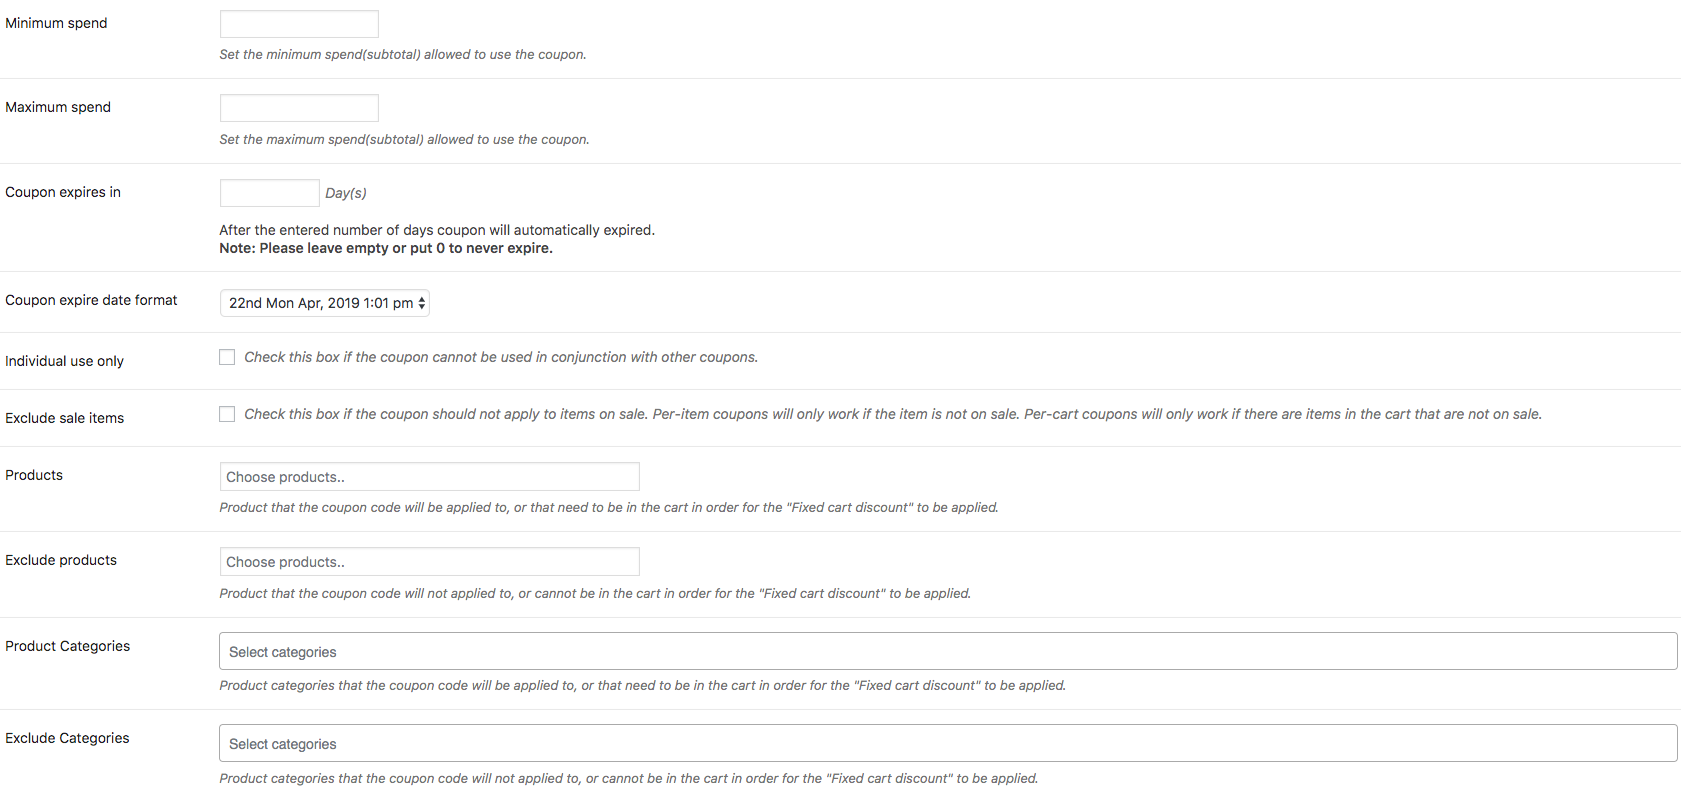 Minimum spend
Set the minimum spend(subtotal) allowed to use the coupon.
Maximum spend
Set the maximum spend(subtotal) allowed to use the coupon.
Coupon expires in
Day(s)
After the entered number of days coupon will automatically expired.
Note: Please leave empty or put 0 to never expire.
Coupon expire date format
22nd Mon Apr, 2019 1:01 pm
Individual use only
Check this box if the coupon cannot be used in conjunction with other coupons.
Exclude sale items
Check this box if the coupon should not apply to items on sale. Per-item coupons will only work if the item is not on sale. Per-cart coupons will only work if there are items in the cart that are not on sale.
Products
Choose products..
Product that the coupon code will be applied to, or that need to be in the cart in order for the "Fixed cart discount" to be applied.
Exclude products
Choose products..
Product that the coupon code will not applied to, or cannot be in the cart in order for the "Fixed cart discount" to be applied.
Product Categories
Select categories
Product categories that the coupon code will be applied to, or that need to be in the cart in order for the "Fixed cart discount" to be applied.
Exclude Categories
Select categories
Product categories that the coupon code will not applied to, or cannot be in the cart in order for the "Fixed cart discount" to be applied.